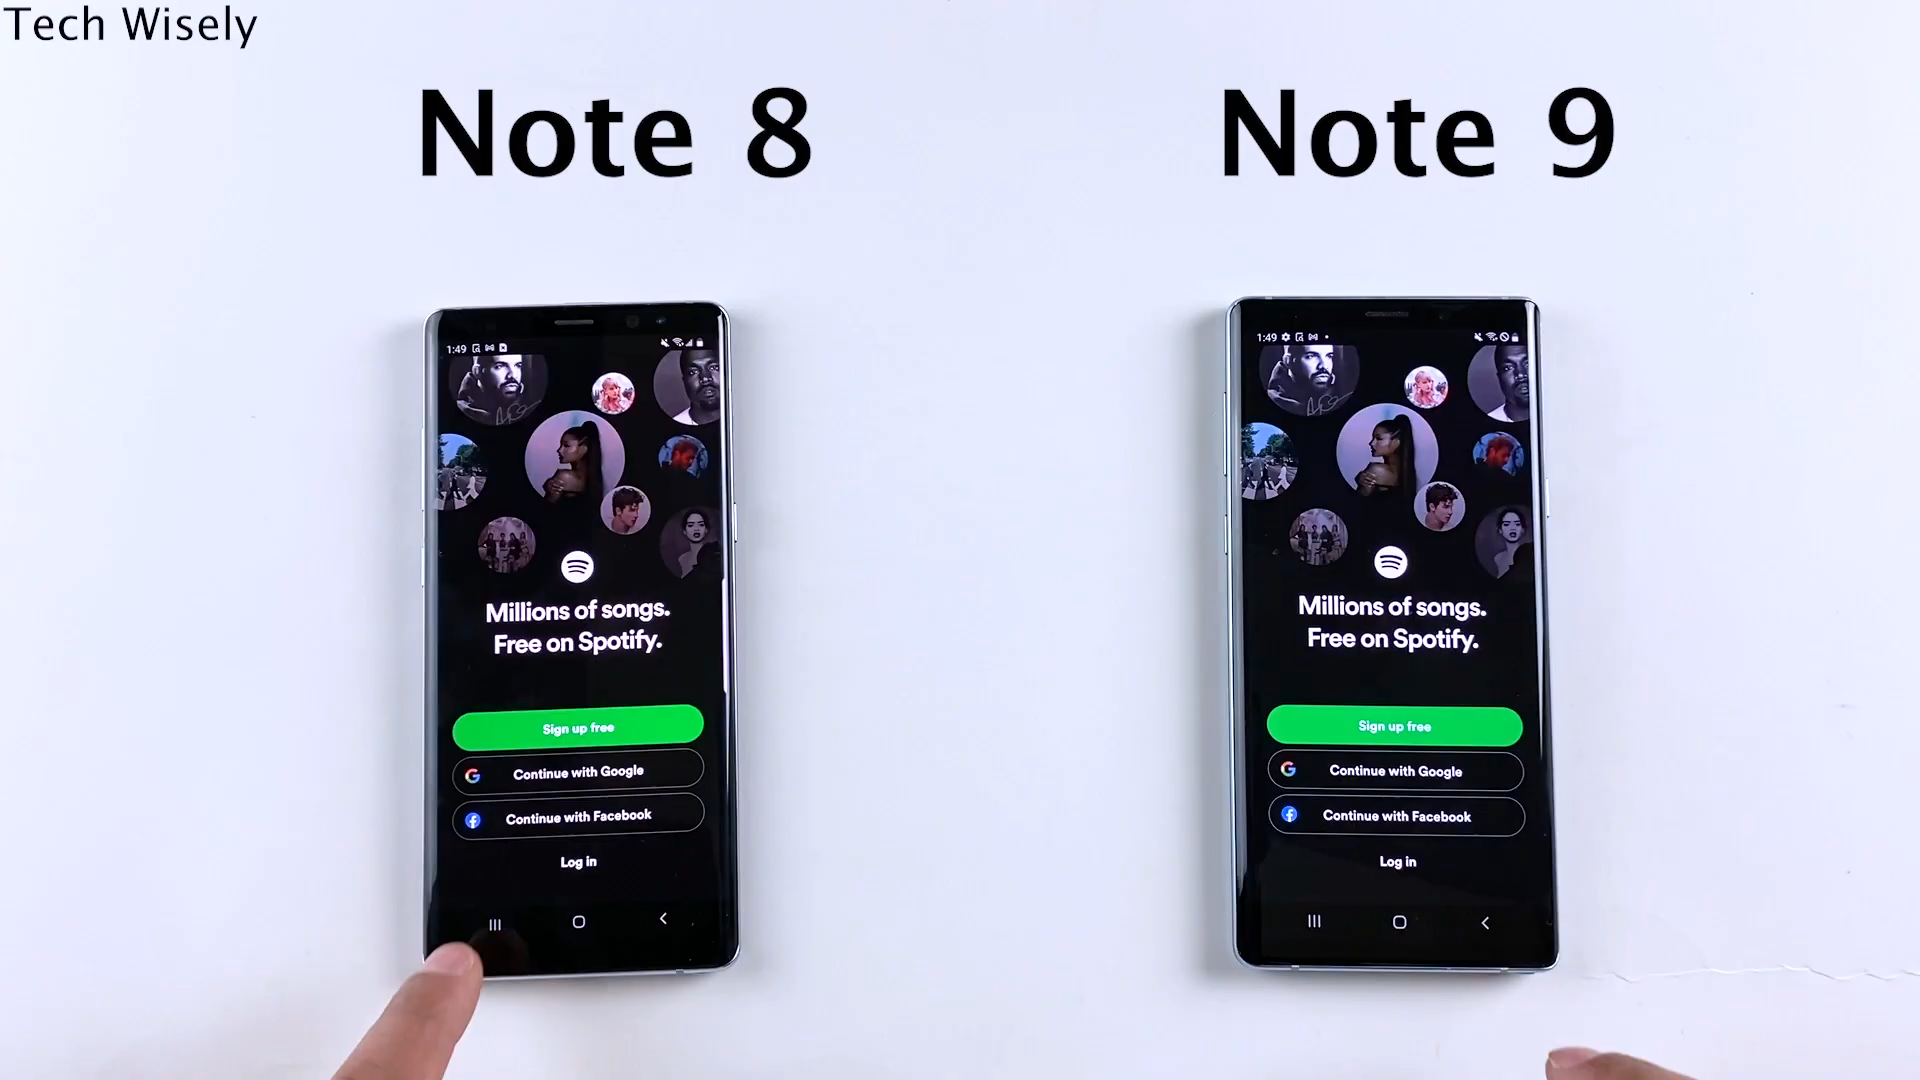 Tech Wisely
Note 8
Note 9
1:49
Millions of songs.
Free on Spotify.
Sign up free
Continue with Google
Continue with Facebook
Log in
1:49
Millions of songs.
Free on Spotify.
Sign up free
Continue with Google
Continue with Facebook
Log in